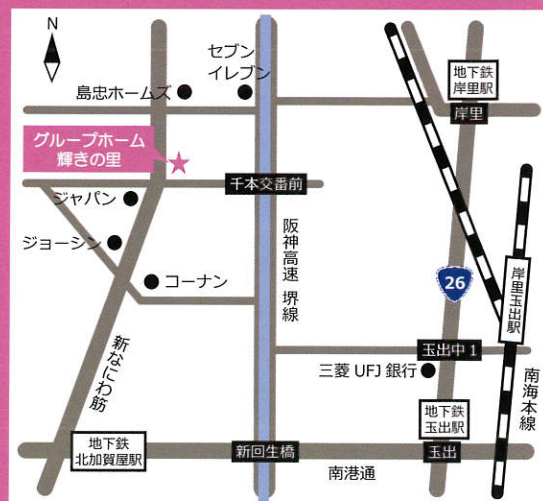 N
セブン
イレブン
島忠ホームズ
地下鉄
岸里駅
岸里
グループホーム
輝きの里
千本交番前
ジャパン
ジョーシン
コーナン
阪神高速 堺線
26
岸里玉出駅
新なにわ筋
玉出中1
三菱UFJ銀行
南海本線
地下鉄
玉出駅
地下鉄
北加賀屋駅
新回生橋
玉出
南港通